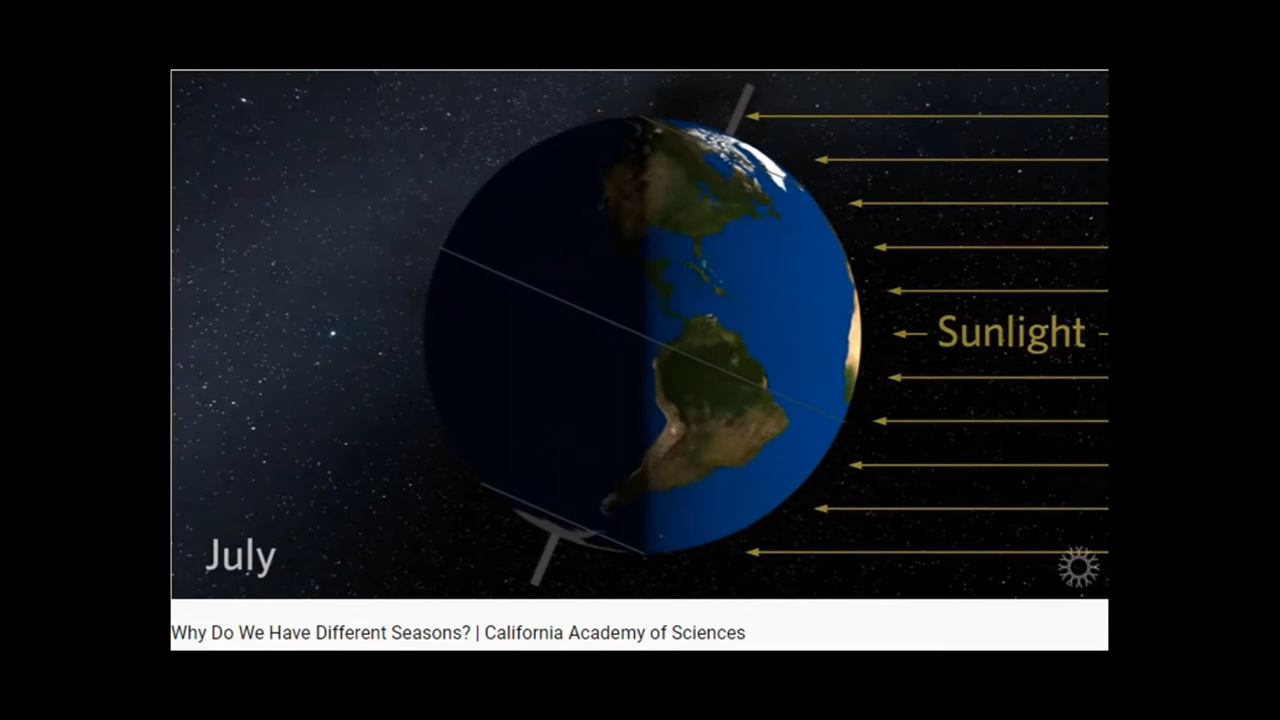 Sunlight
July
Why Do We Have Different Seasons? | California Academy of Sciences